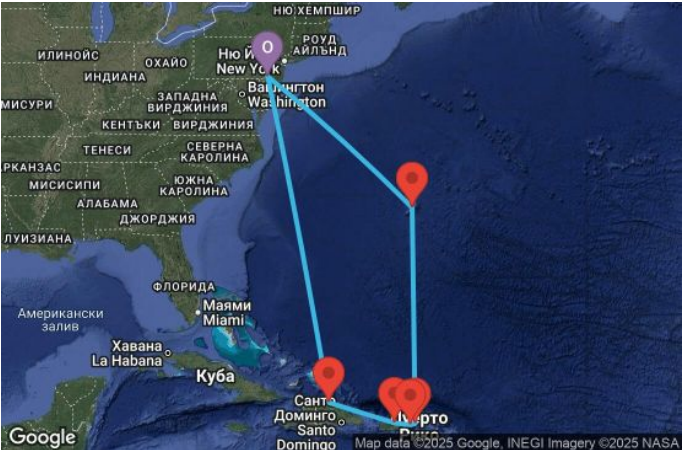 НЮ ХЕМПШИР
ИЛИНОЙС
ОХАЙО
Ню Й
РОУД
АЙЛЪНД
New York
O
ИНДИАНА
Вашингтон
Washington
МИСУРИ
ЗАПАДНА
ВИРДЖИНИЯ
КЕНТЪКИ
ВИРДЖИНИЯ
ТЕНЕСИ
СЕВЕРНА
КАРОЛИНА
АРКАНЗАС
МИСИСИПИ
ЮЖНА
КАРОЛИНА
АЛАБАМА
ДЖОРДЖИЯ
ЛУИЗИАНА
ФЛОРИДА
Маями
Miami
Американски
залив
Хавана
La Habana
Куба
Санто
Доминго
Santo
Domingo
Пуерто
Рико
Google
Map data ©2025 Google, INEGI Imagery ©2025 NASA